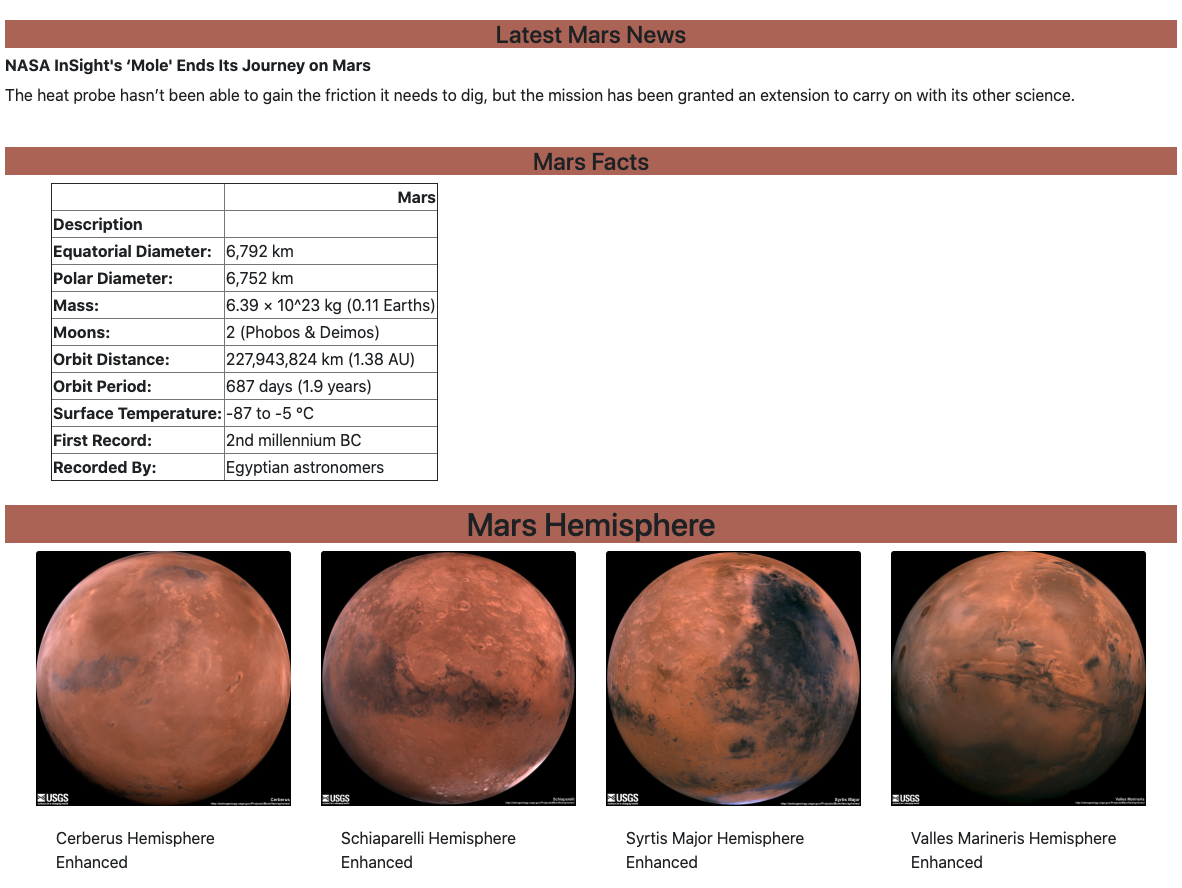 Latest Mars News
NASA InSight's ‘Mole' Ends Its Journey on Mars
The heat probe hasn’t been able to gain the friction it needs to dig, but the mission has been granted an extension to carry on with its other science.
Mars Facts
Mars
Description
Equatorial Diameter: 6,792 km
Polar Diameter: 6,752 km
Mass: 6.39 × 10^23 kg (0.11 Earths)
Moons: 2 (Phobos & Deimos)
Orbit Distance: 227,943,824 km (1.38 AU)
Orbit Period: 687 days (1.9 years)
Surface Temperature: -87 to -5 °C
First Record: 2nd millennium BC
Recorded By: Egyptian astronomers
Mars Hemisphere
USGS
Cerberus
USGS
Schiaparelli
USGS
Syrtis Major
USGS
Valles Marineris
Cerberus Hemisphere
Enhanced
Schiaparelli Hemisphere
Enhanced
Syrtis Major Hemisphere
Enhanced
Valles Marineris Hemisphere
Enhanced